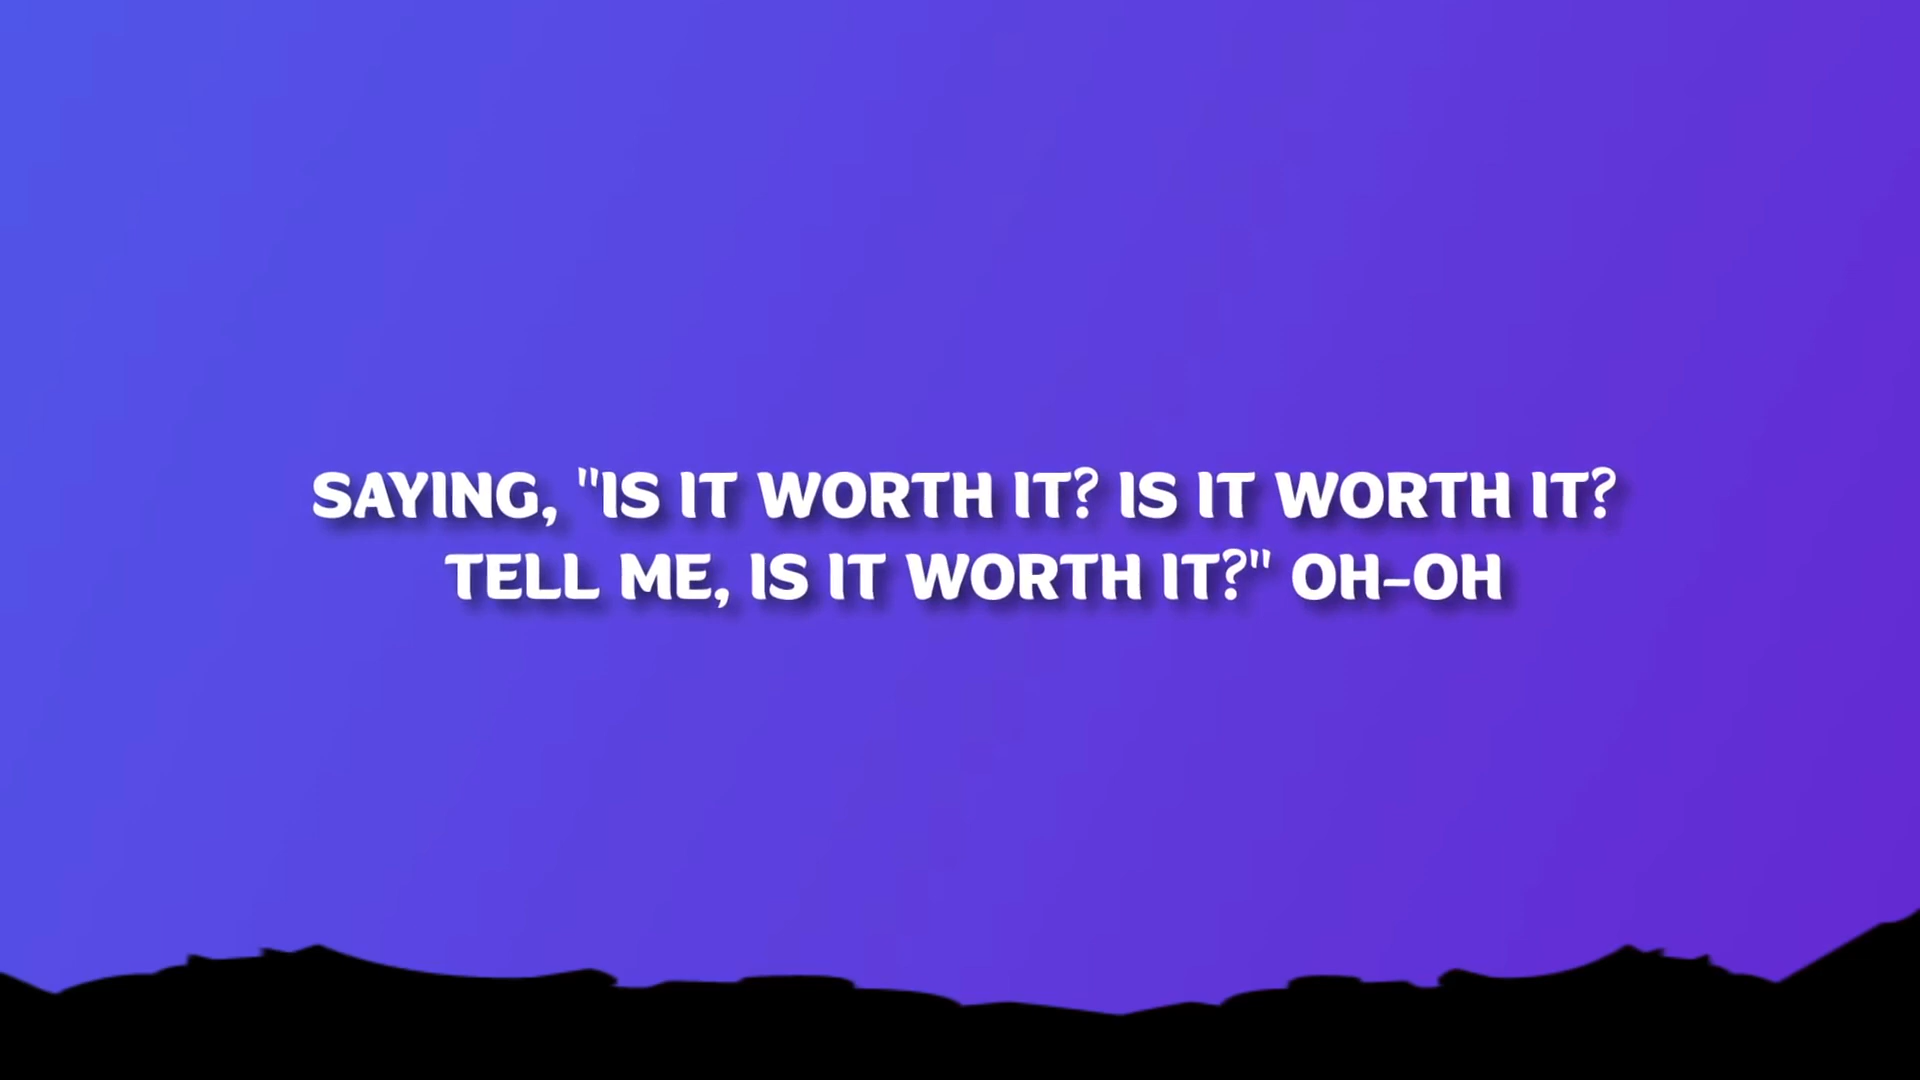 SAYING, "IS IT WORTH IT? IS IT WORTH IT?
TELL ME, IS IT WORTH IT?" OH-OH